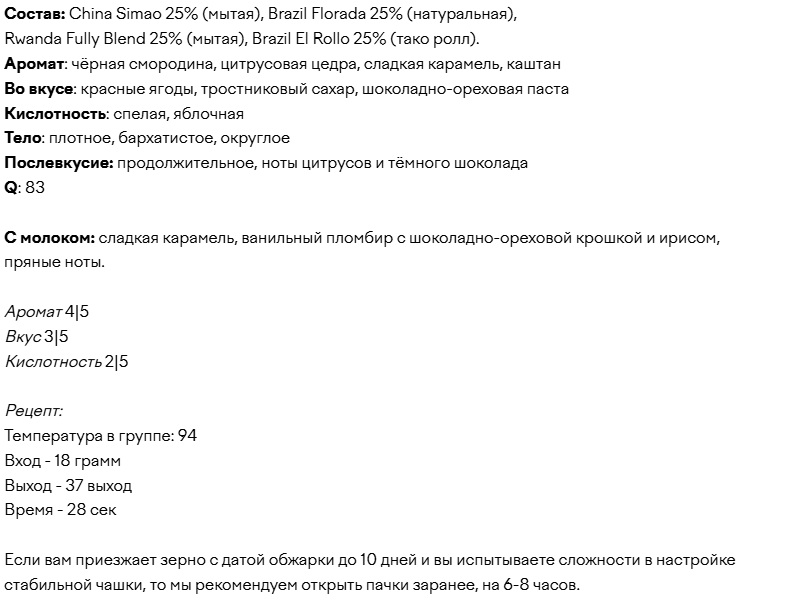 Состав: China Simao 25% (мытая), Brazil Florada 25% (натуральная),
Rwanda Fully Blend 25% (мытая), Brazil El Rollo 25% (тако ролл).
Аромат: чёрная смородина, цитрусовая цедра, сладкая карамель, каштан
Во вкусе: красные ягоды, тростниковый сахар, шоколадно-ореховая паста
Кислотность: спелая, яблочная
Тело: плотное, бархатистое, округлое
Послевкусие: продолжительное, ноты цитрусов и тёмного шоколада
Q: 83
С молоком: сладкая карамель, ванильный пломбир с шоколадно-ореховой крошкой и ирисом,
пряные ноты.
Аромат 4|5
Вкус 3|5
Кислотность 2|5
Рецепт:
Температура в группе: 94
Вход - 18 грамм
Выход - 37 выход
Время - 28 сек
Если вам приезжает зерно с датой обжарки до 10 дней и вы испытываете сложности в настройке
стабильной чашки, то мы рекомендуем открыть пачки заранее, на 6-8 часов.